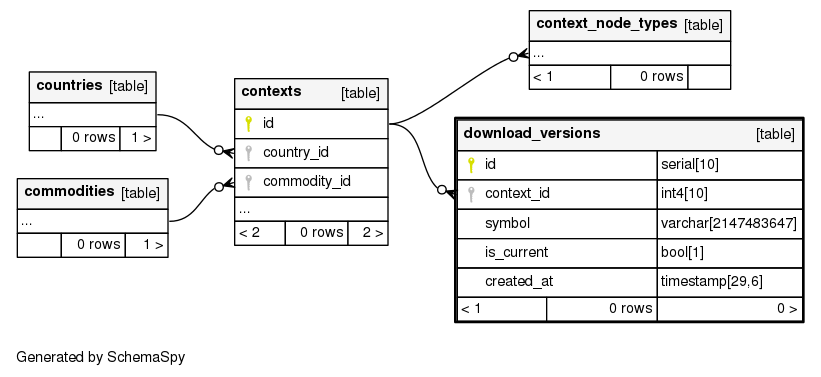 context_node_types [table]
...
< 1 0 rows
countries [table]
...
0 rows 1 >
contexts [table]
id
country_id
commodity_id
...
< 2 0 rows 2 >
commodities [table]
...
0 rows 1 >
download_versions [table]
id serial[10]
context_id int4[10]
symbol varchar[2147483647]
is_current bool[1]
created_at timestamp[29,6]
< 1 0 rows 0 >
Generated by SchemaSpy